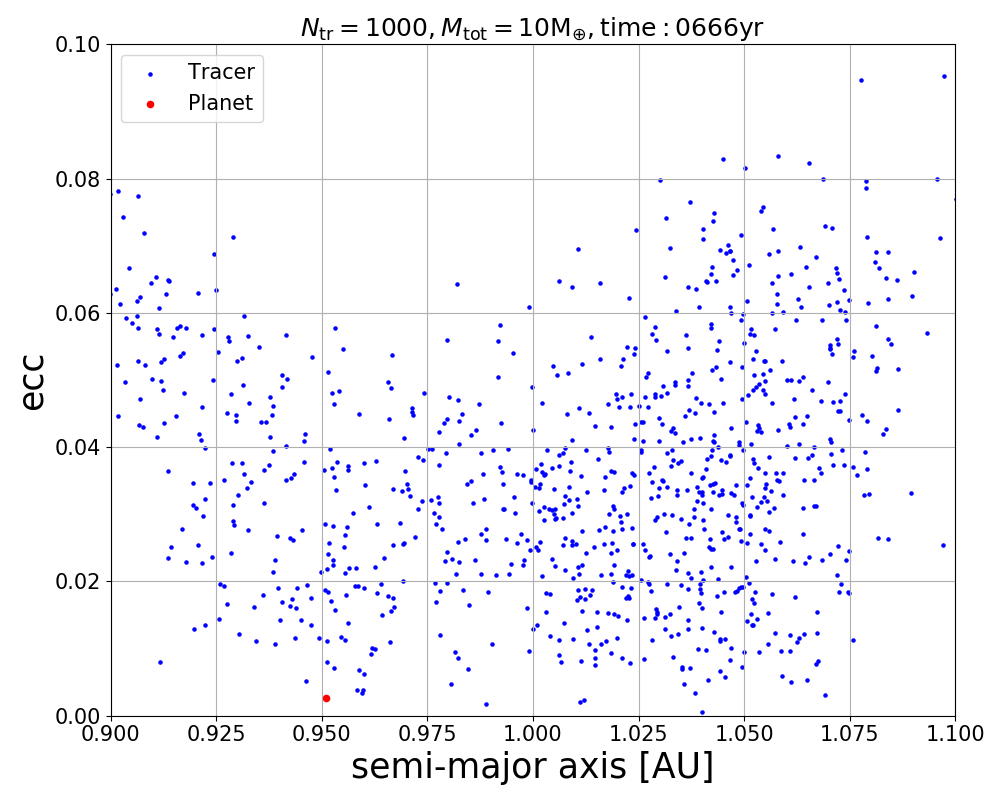 N_tr = 1000, M_tot = 10M_⊕, time : 0666yr
Tracer
Planet
0.10
0.08
0.06
0.04
0.02
0.00
ecc
0.900 0.925 0.950 0.975 1.000 1.025 1.050 1.075 1.100
semi-major axis [AU]